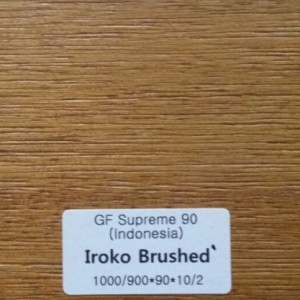 GF Supreme 90
(Indonesia)
Iroko Brushed`
1000/900*90*10/2